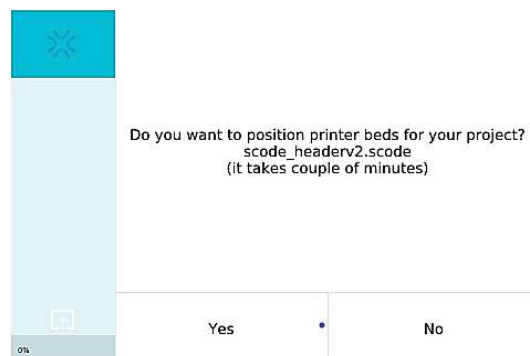 Do you want to position printer beds for your project?
scode_headerv2.scode
(it takes couple of minutes)
Yes
No
0%